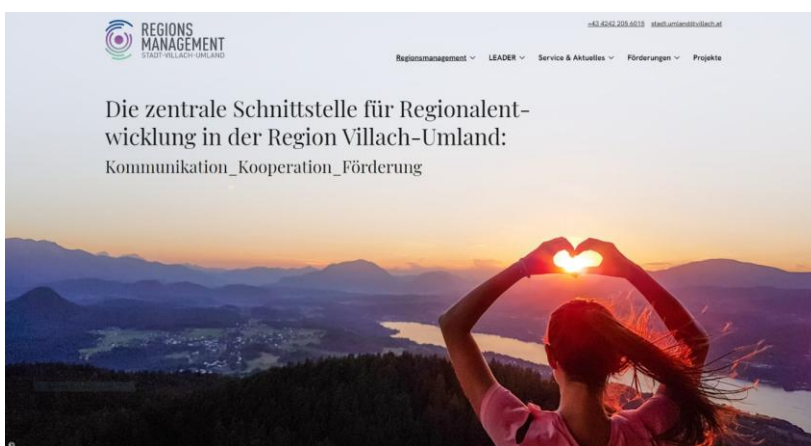 +43 4242 205 6015 stadt.umland@villach.at
REGIONS
MANAGEMENT
STADT-VILLACH-UMLAND
Regionsmanagement LEADER Service & Aktuelles Förderungen Projekte
Die zentrale Schnittstelle für Regionalent-
wicklung in der Region Villach-Umland:
Kommunikation_Kooperation_Förderung